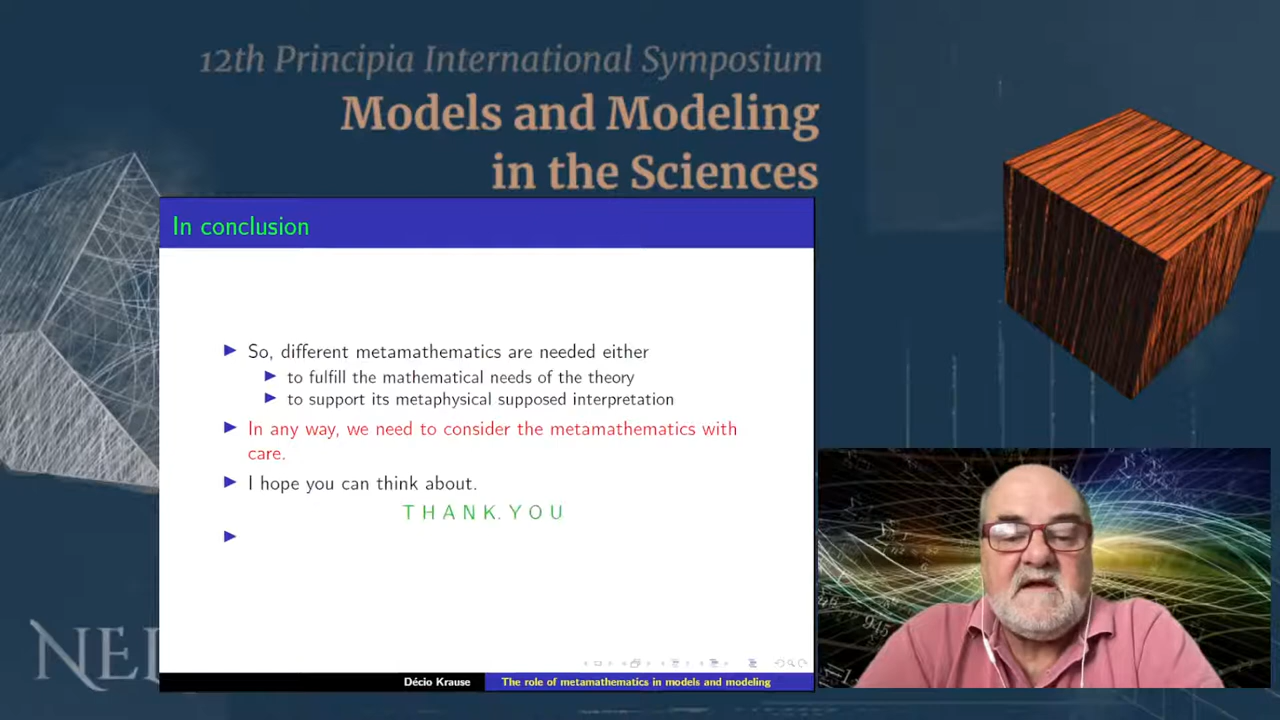 12th Principia International Symposium
Models and Modeling
in the Sciences
In conclusion
So, different metamathematics are needed either
to fulfill the mathematical needs of the theory
to support its metaphysical supposed interpretation
In any way, we need to consider the metamathematics with
care.
I hope you can think about.
T H A N K. Y O U
NEL
Décio Krause
The role of metamathematics in models and modeling
945